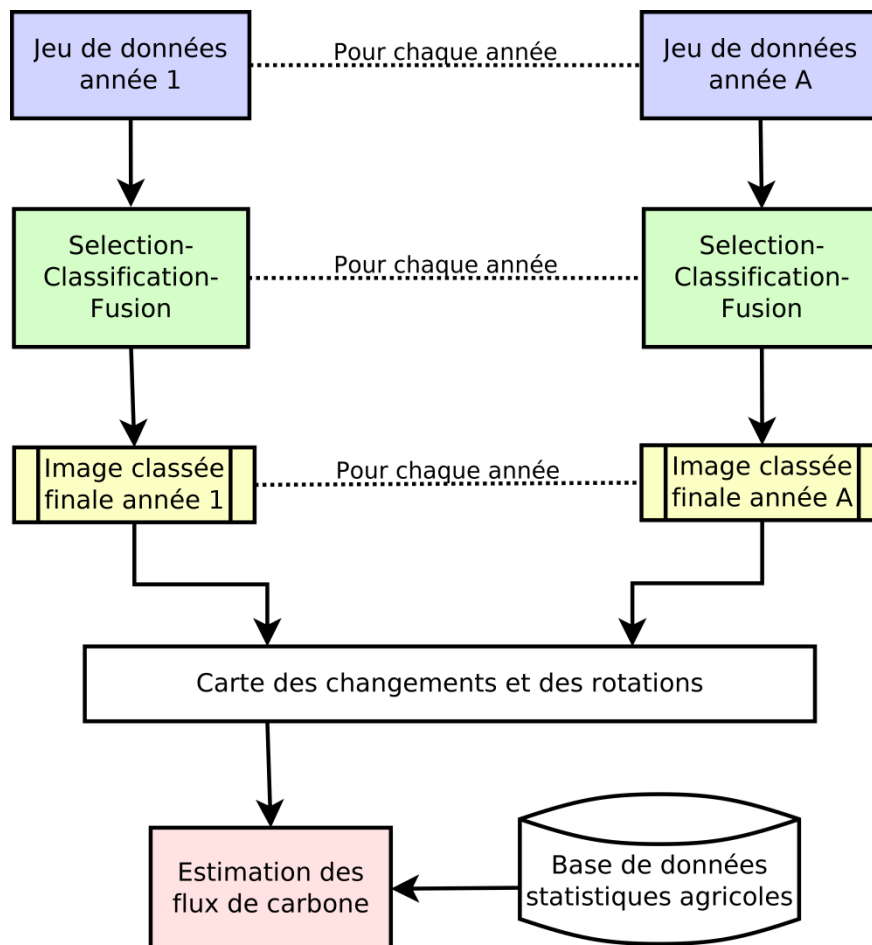 Jeu de données
année 1
Pour chaque année
Jeu de données
année A
Selection-
Classification-
Fusion
Pour chaque année
Selection-
Classification-
Fusion
Image classée
finale année 1
Pour chaque année
Image classée
finale année A
Carte des changements et des rotations
Estimation des
flux de carbone
Base de données
statistiques agricoles